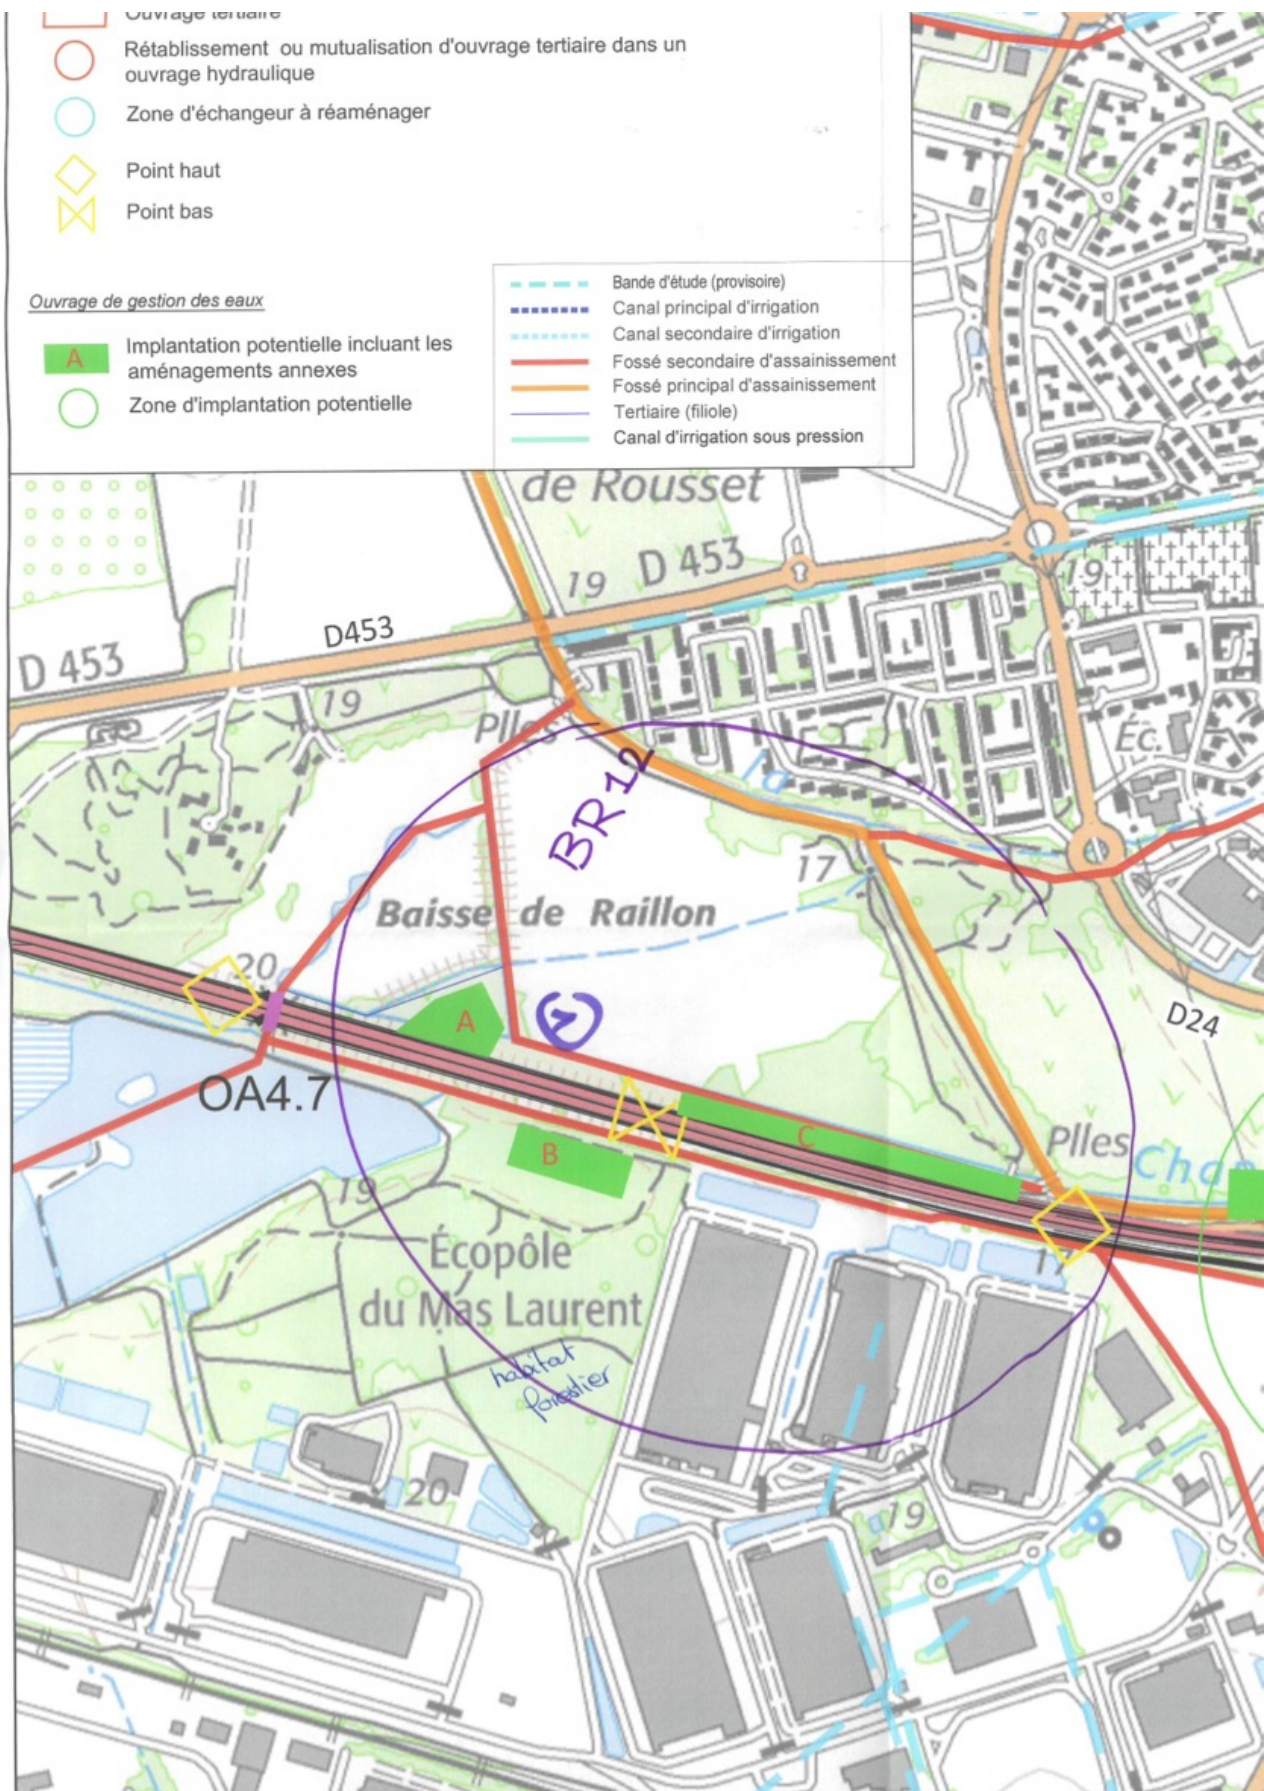 Ouvrage tertiaire
Rétablissement ou mutualisation d'ouvrage tertiaire dans un
ouvrage hydraulique
Zone d'échangeur à réaménager
Point haut
Point bas
Ouvrage de gestion des eaux
A
Implantation potentielle incluant les
aménagements annexes
Zone d'implantation potentielle
Bande d'étude (provisoire)
Canal principal d'irrigation
Canal secondaire d'irrigation
Fossé secondaire d'assainissement
Fossé principal d'assainissement
Tertiaire (filiole)
Canal d'irrigation sous pression
de Rousset
D 453
19
19
D453
D 453
19
Plles
la
Éc.
BR12
17
Baisse de Raillon
20
A
1
D24
OA4.7
C
B
Plles
Chan
19
17
Écopôle
du Mas Laurent
habitat
forestier
20
19